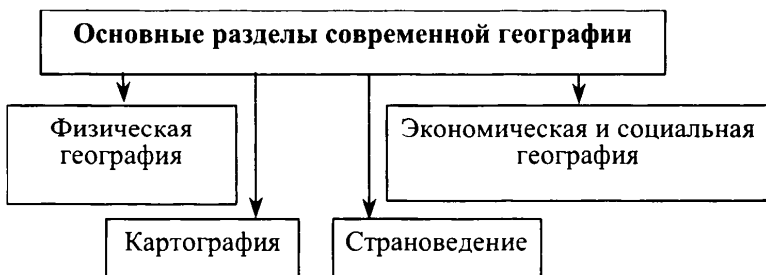 Основные разделы современной географии
Физическая
география
Экономическая и социальная
география
Картография
Страноведение